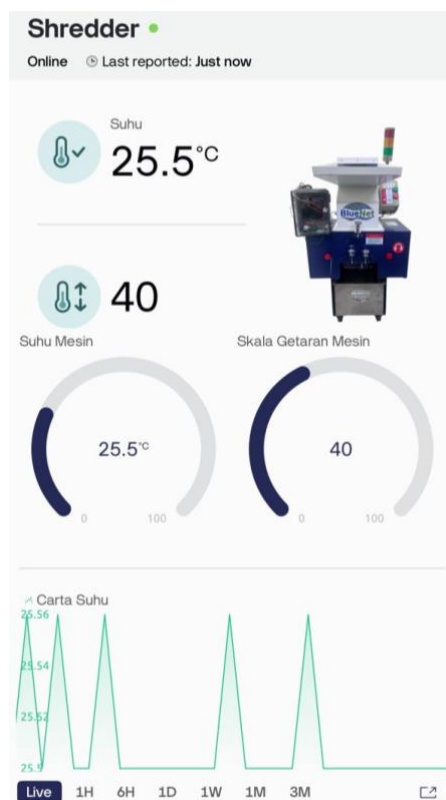 Shredder
Online Last reported: Just now
Suhu
25.5°C
BlueNet
40
Suhu Mesin
Skala Getaran Mesin
25.5°C
40
0 100
0 100
Carta Suhu
25.56
25.54
25.52
25.5
Live 1H 6H 1D 1W 1M 3M